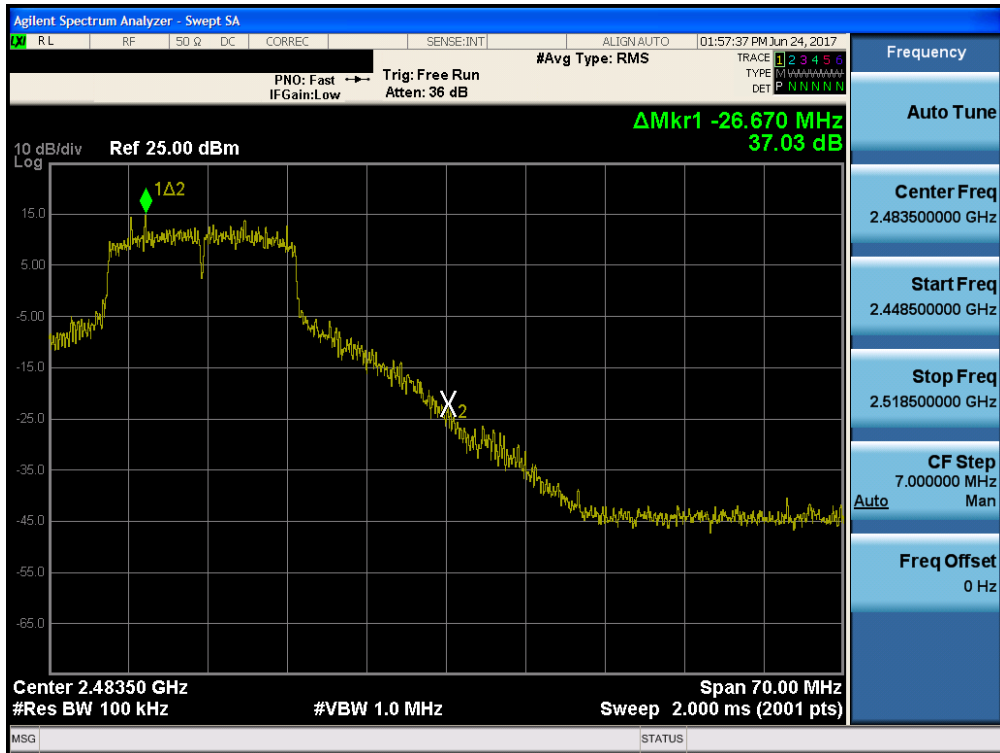 Agilent Spectrum Analyzer - Swept SA
LXI RL RF 50 Ω DC CORREC SENSE:INT ALIGN AUTO 01:57:37 PM Jun 24, 2017
#Avg Type: RMS TRACE 1 2 3 4 5 6
PNO: Fast Trig: Free Run TYPE M WWWWW
IFGain:Low Atten: 36 dB DET P N N N N N
ΔMkr1 -26.670 MHz
37.03 dB
10 dB/div Ref 25.00 dBm
Log
1Δ2
15.0
5.00
-5.00
-15.0
2
-25.0
-35.0
-45.0
-55.0
-65.0
Center 2.48350 GHz Span 70.00 MHz
#Res BW 100 kHz #VBW 1.0 MHz Sweep 2.000 ms (2001 pts)
MSG STATUS
Frequency
Auto Tune
Center Freq
2.483500000 GHz
Start Freq
2.448500000 GHz
Stop Freq
2.518500000 GHz
CF Step
7.000000 MHz
Auto Man
Freq Offset
0 Hz